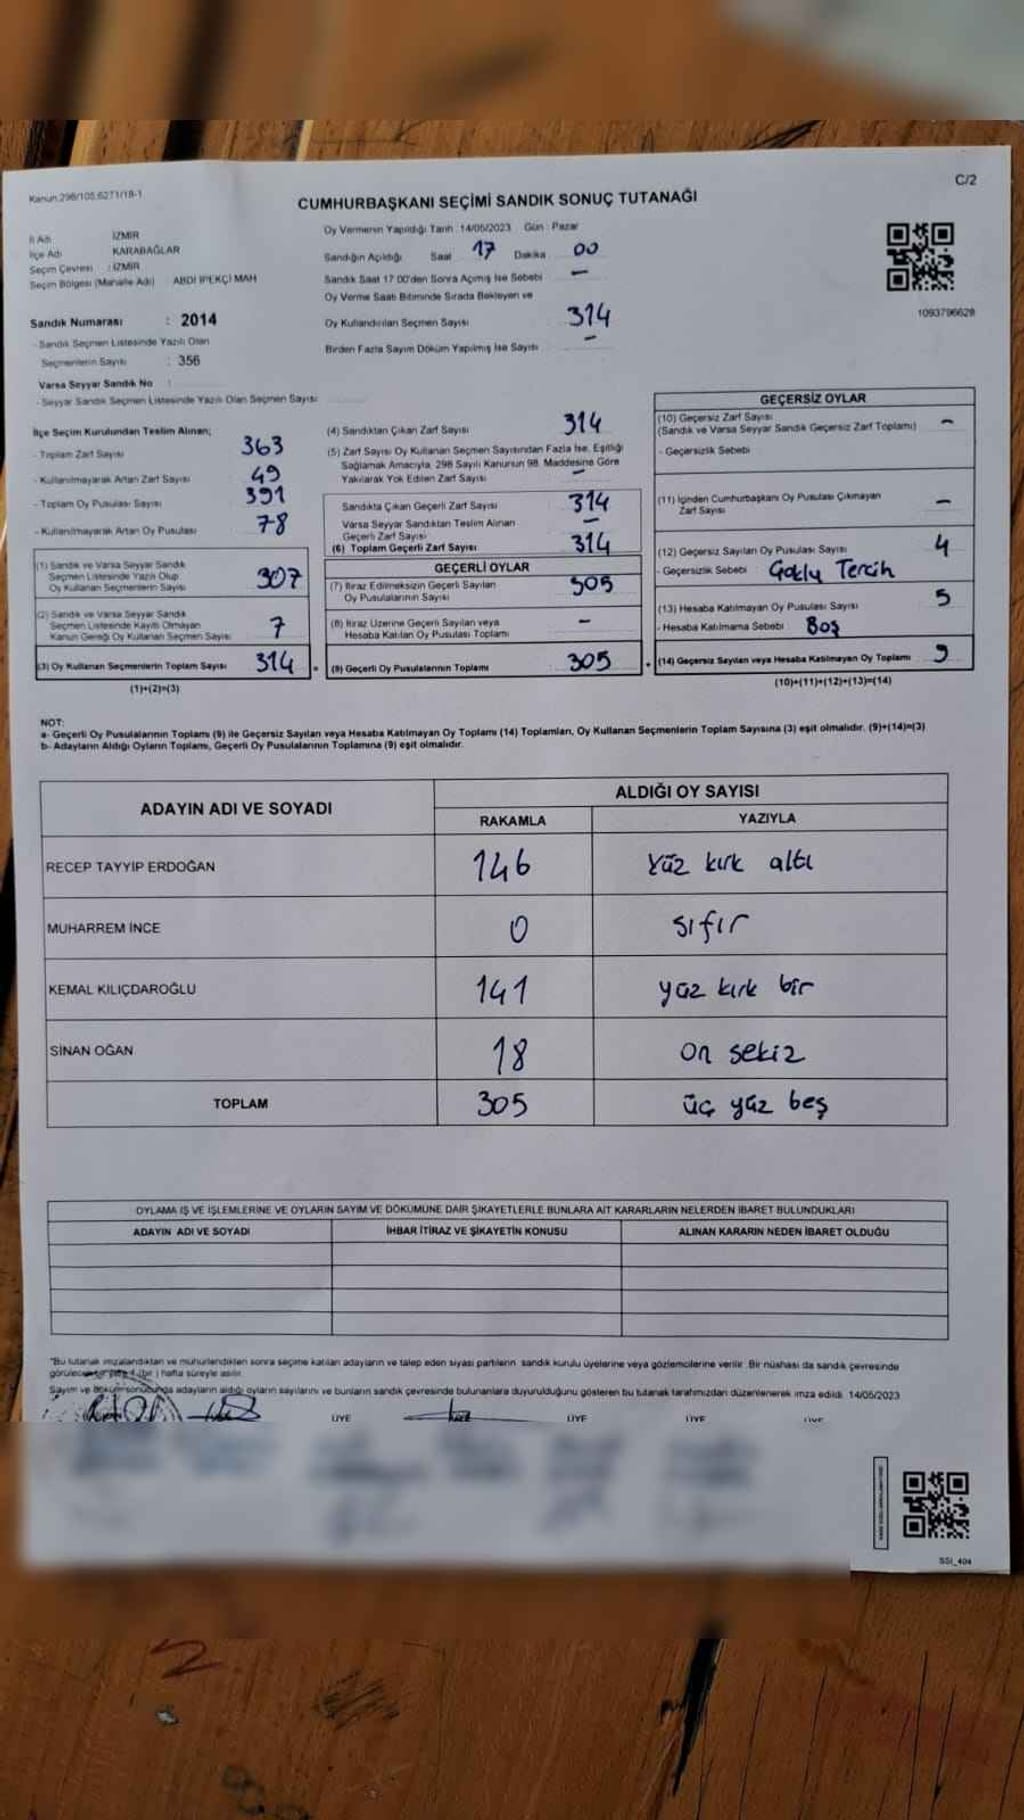 Kanun.298/105,6271/18-1
C/2
CUMHURBAŞKANI SEÇİMİ SANDIK SONUÇ TUTANAĞI
İl Adı : İZMİR
İlçe Adı : KARABAĞLAR
Seçim Çevresi : İZMİR
Seçim Bölgesi (Mahalle Adı) ABDİ İPEKÇİ MAH
Sandık Numarası : 2014
- Sandık Seçmen Listesinde Yazılı Olan
Seçmenlerin Sayısı : 356
Varsa Seyyar Sandık No :
- Seyyar Sandık Seçmen Listesinde Yazılı Olan Seçmen Sayısı
Oy Vermenin Yapıldığı Tarih : 14/05/2023 Gün : Pazar
Sandığın Açıldığı Saat 17 Dakika 00
Sandık Saat 17:00'den Sonra Açılmış İse Sebebi -
Oy Verme Saati Bitiminde Sırada Bekleyen ve
Oy Kullandırılan Seçmen Sayısı 314
Birden Fazla Sayım Döküm Yapılmış İse Sayısı -
1093796628
İlçe Seçim Kurulundan Teslim Alınan;
- Toplam Zarf Sayısı 363
- Kullanılmayarak Artan Zarf Sayısı 49
- Toplam Oy Pusulası Sayısı 391
- Kullanılmayarak Artan Oy Pusulası 78
(1) Sandık ve Varsa Seyyar Sandık
Seçmen Listesinde Yazılı Olup
Oy Kullanan Seçmenlerin Sayısı 307
(2) Sandık ve Varsa Seyyar Sandık
Seçmen Listesinde Kayıtlı Olmayan
Kanun Gereği Oy Kullanan Seçmen Sayısı 7
(3) Oy Kullanan Seçmenlerin Toplam Sayısı 314
(1)+(2)=(3)
(4) Sandıktan Çıkan Zarf Sayısı 314
(5) Zarf Sayısı Oy Kullanan Seçmen Sayısından Fazla İse, Eşitliği
Sağlamak Amacıyla, 298 Sayılı Kanunun 98. Maddesine Göre
Yakılarak Yok Edilen Zarf Sayısı -
Sandıkta Çıkan Geçerli Zarf Sayısı 314
Varsa Seyyar Sandıktan Teslim Alınan
Geçerli Zarf Sayısı -
(6) Toplam Geçerli Zarf Sayısı 314
GEÇERLİ OYLAR
(7) İtiraz Edilmeksizin Geçerli Sayılan
Oy Pusulalarının Sayısı 305
(8) İtiraz Üzerine Geçerli Sayılan veya
Hesaba Katılan Oy Pusulası Toplamı -
(9) Geçerli Oy Pusulalarının Toplamı 305
GEÇERSİZ OYLAR
(10) Geçersiz Zarf Sayısı
(Sandık ve Varsa Seyyar Sandık Geçersiz Zarf Toplamı) -
- Geçersizlik Sebebi
(11) İçinden Cumhurbaşkanı Oy Pusulası Çıkmayan
Zarf Sayısı -
(12) Geçersiz Sayılan Oy Pusulası Sayısı 4
- Geçersizlik Sebebi Çoklu Tercih
(13) Hesaba Katılmayan Oy Pusulası Sayısı 5
- Hesaba Katılmama Sebebi Boş
(14) Geçersiz Sayılan veya Hesaba Katılmayan Oy Toplamı 9
(10)+(11)+(12)+(13)=(14)
NOT:
a- Geçerli Oy Pusulalarının Toplamı (9) ile Geçersiz Sayılan veya Hesaba Katılmayan Oy Toplamı (14) Toplamları, Oy Kullanan Seçmenlerin Toplam Sayısına (3) eşit olmalıdır. (9)+(14)=(3)
b- Adayların Aldığı Oyların Toplamı, Geçerli Oy Pusulalarının Toplamına (9) eşit olmalıdır.
ADAYIN ADI VE SOYADI
ALDIĞI OY SAYISI
RAKAMLA YAZIYLA
RECEP TAYYİP ERDOĞAN 146 Yüz kırk altı
MUHARREM İNCE 0 sıfır
KEMAL KILIÇDAROĞLU 141 yüz kırk bir
SİNAN OĞAN 18 on sekiz
TOPLAM 305 üç yüz beş
OYLAMA İŞ VE İŞLEMLERİNE VE OYLARIN SAYIM VE DÖKÜMÜNE DAİR ŞİKAYETLERLE BUNLARA AİT KARARLARIN NELERDEN İBARET BULUNDUKLARI
ADAYIN ADI VE SOYADI İHBAR İTİRAZ VE ŞİKAYETİN KONUSU ALINAN KARARIN NEDEN İBARET OLDUĞU
"Bu tutanak imzalandıktan ve mühürlendikten sonra seçime katılan adayların ve talep eden siyasi partilerin sandık kurulu üyelerine veya gözlemcilerine verilir. Bir nüshası da sandık çevresinde
görülecek bir yere 1 (bir) hafta süreyle asılır.
Sayım ve döküm sonucunda adayların aldığı oyların sayılarını ve bunların sandık çevresinde bulunanlara duyurulduğunu gösteren bu tutanak tarafımızdan düzenlenerek imza edildi. 14/05/2023
ÜYE ÜYE ÜYE ÜYE
SSI_404